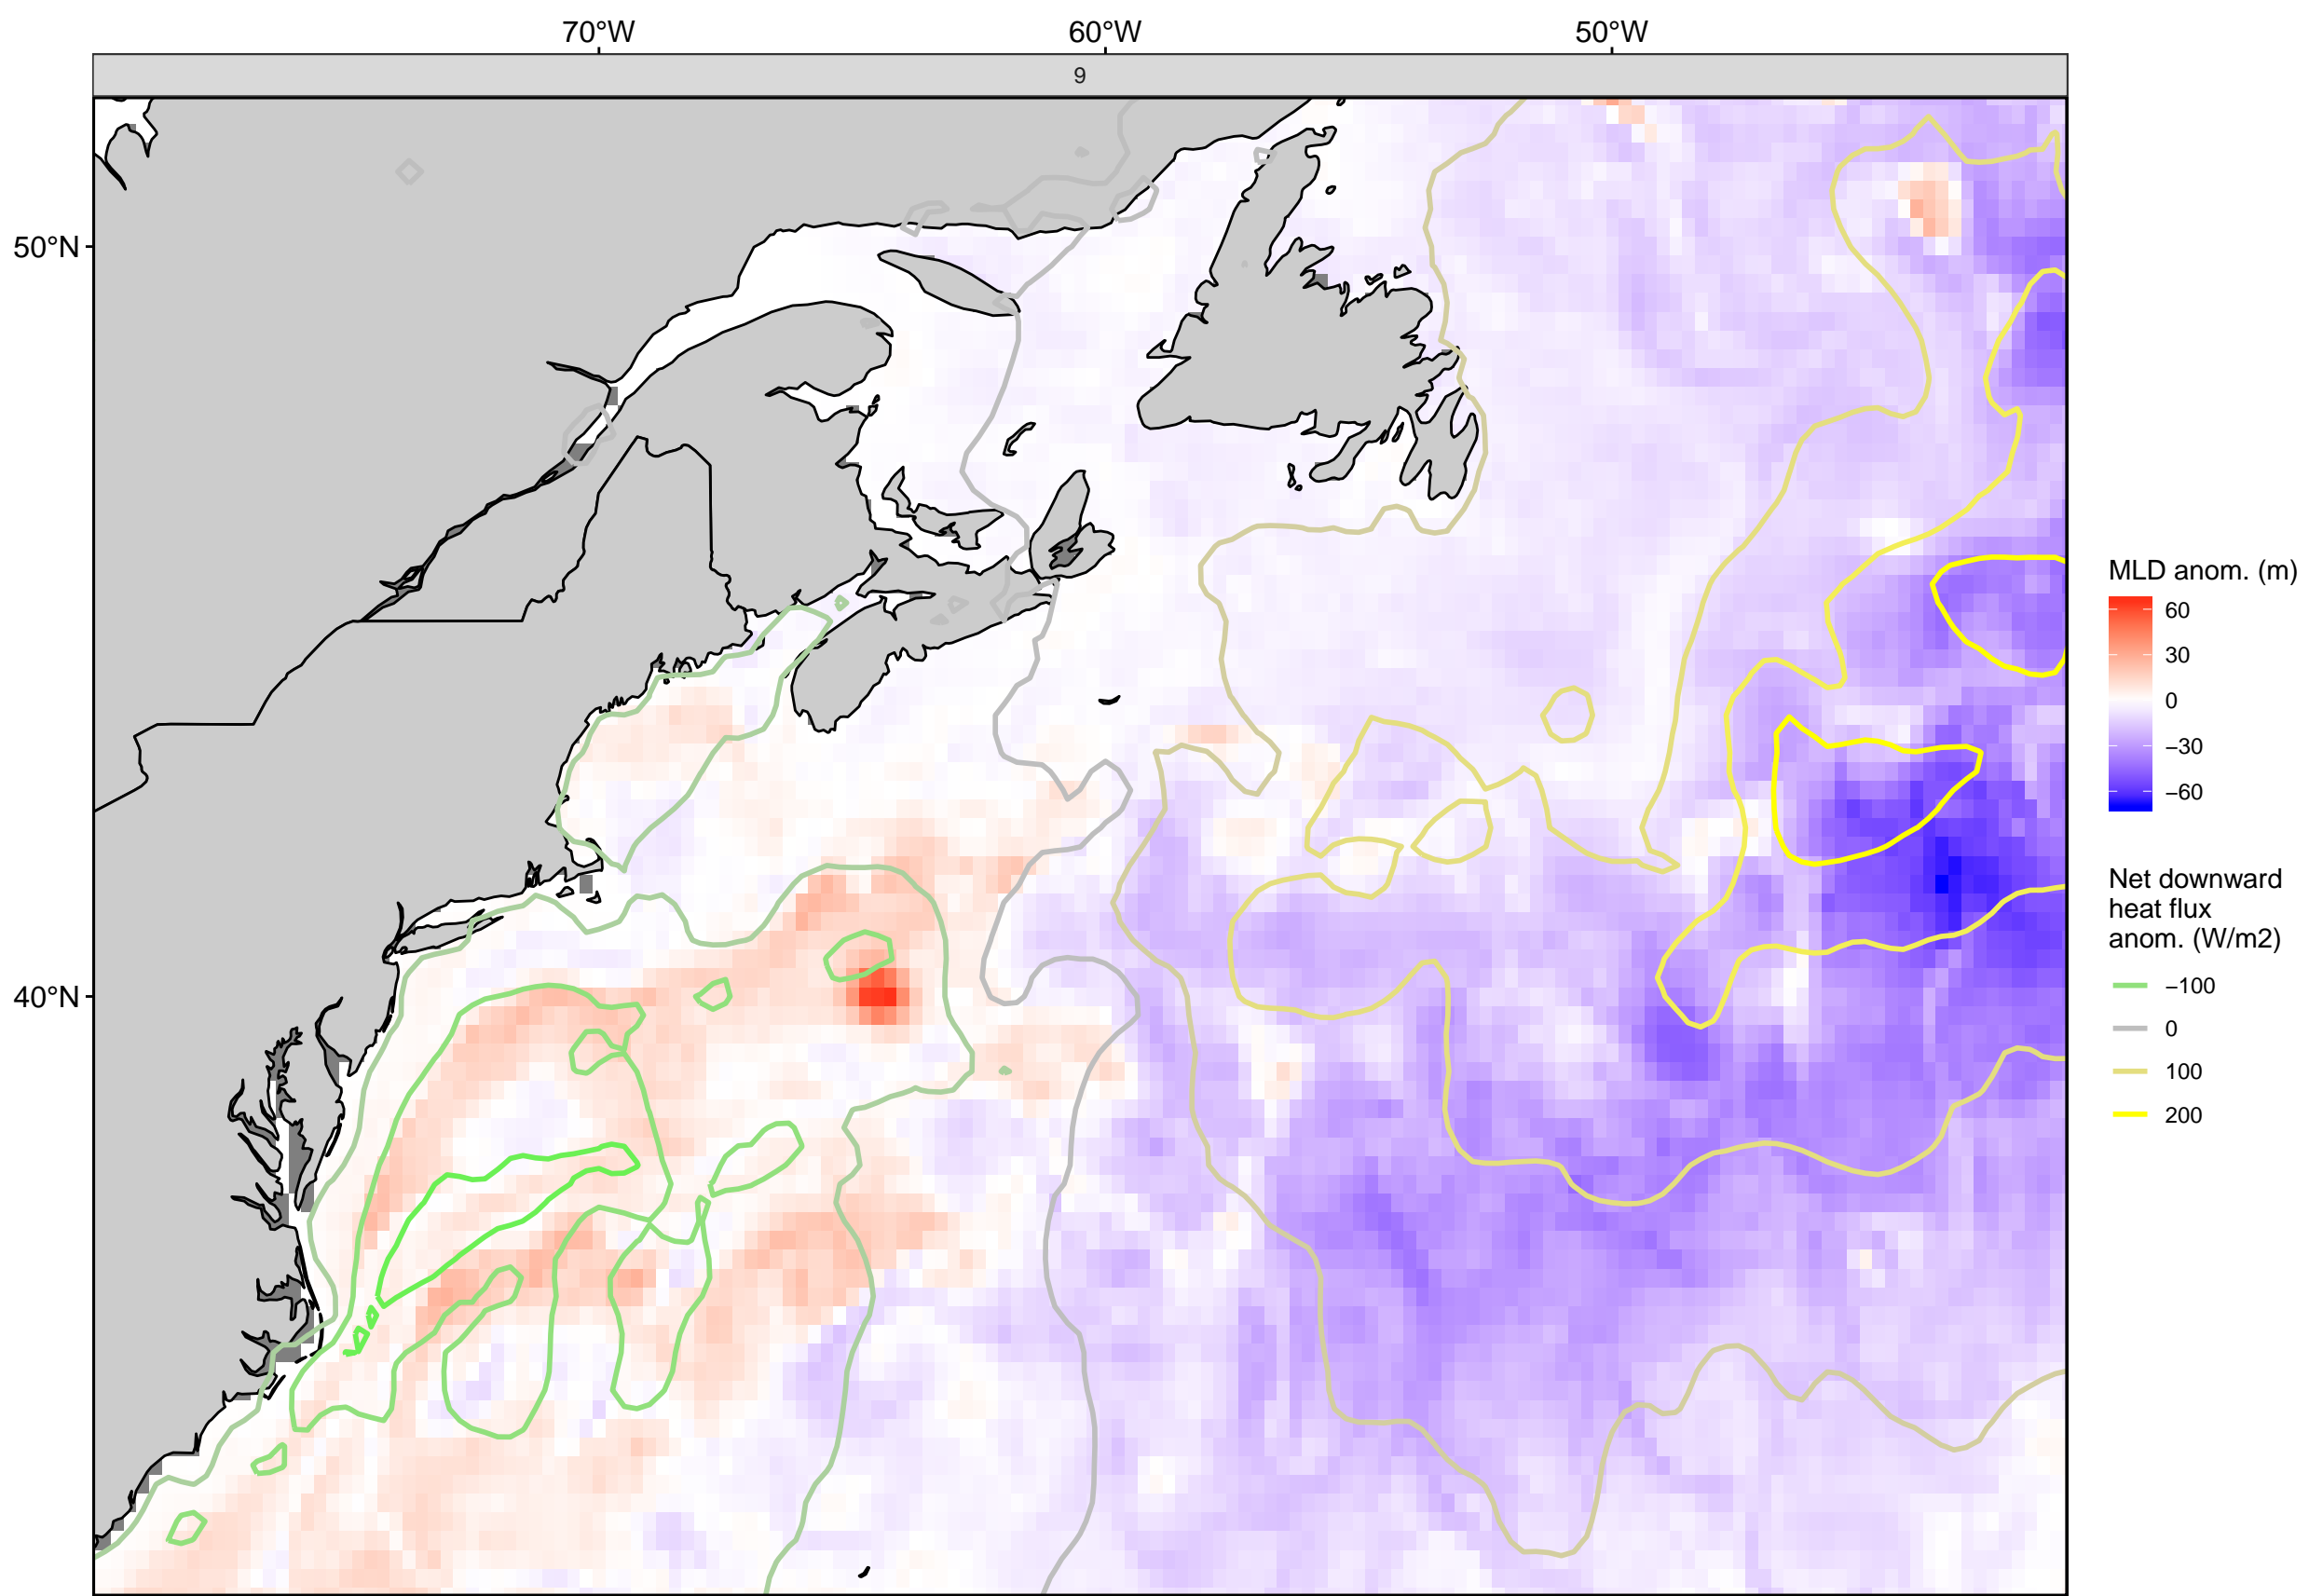 70°W 60°W 50°W
9
50°N
40°N
MLD anom. (m)
60
30
0
−30
−60
Net downward
heat flux
anom. (W/m2)
−100
0
100
200